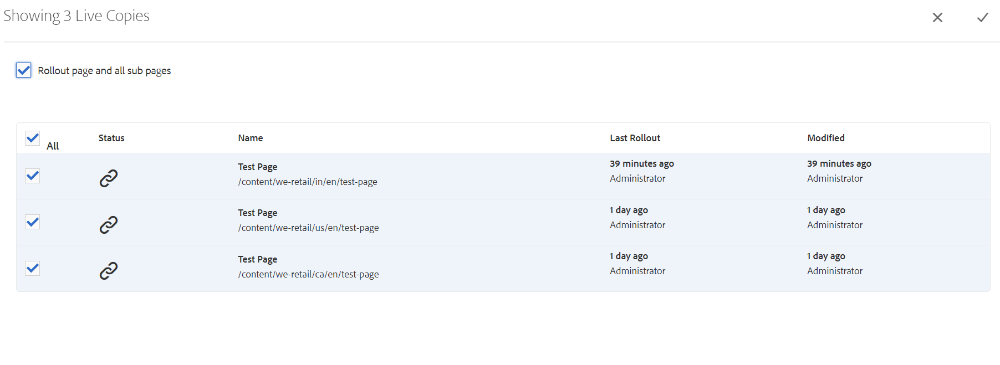 Showing 3 Live Copies
Rollout page and all sub pages
All Status Name Last Rollout Modified
Test Page 39 minutes ago 39 minutes ago
/content/we-retail/in/en/test-page Administrator Administrator
Test Page 1 day ago 1 day ago
/content/we-retail/us/en/test-page Administrator Administrator
Test Page 1 day ago 1 day ago
/content/we-retail/ca/en/test-page Administrator Administrator